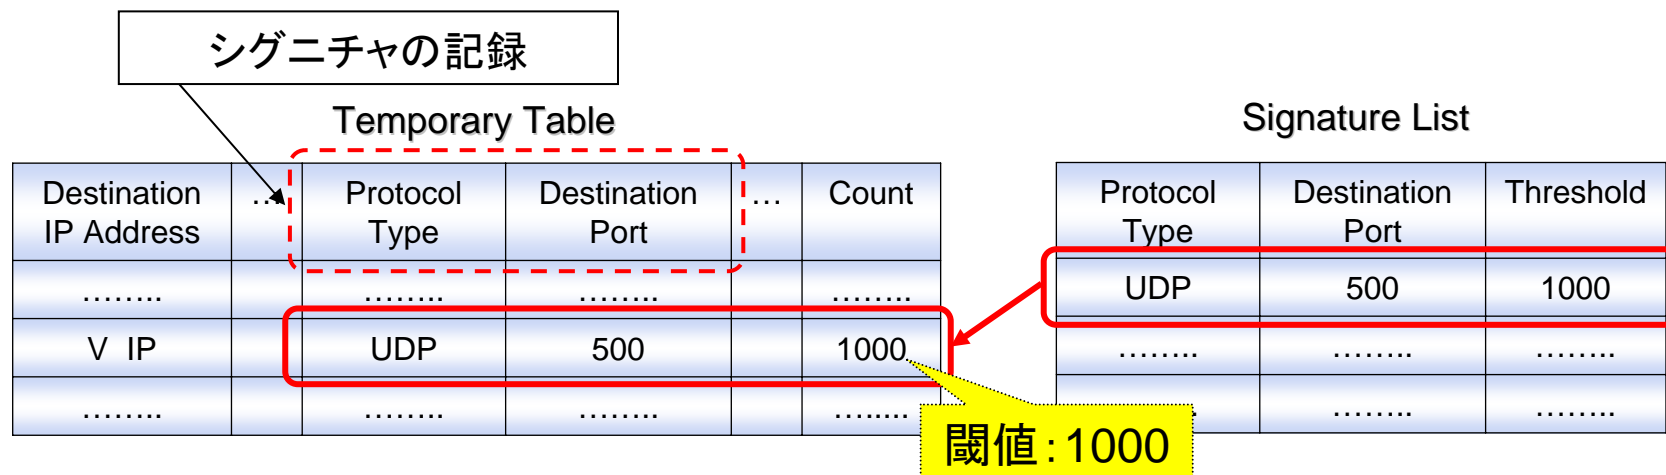 シグニチャの記録
Temporary Table
Destination IP Address … Protocol Type Destination Port … Count
…….. …….. …….. ……..
V IP UDP 500 1000
…….. …….. …….. ……..
閾値:1000
Signature List
Protocol Type Destination Port Threshold
UDP 500 1000
…….. …….. ……..
…….. ……..